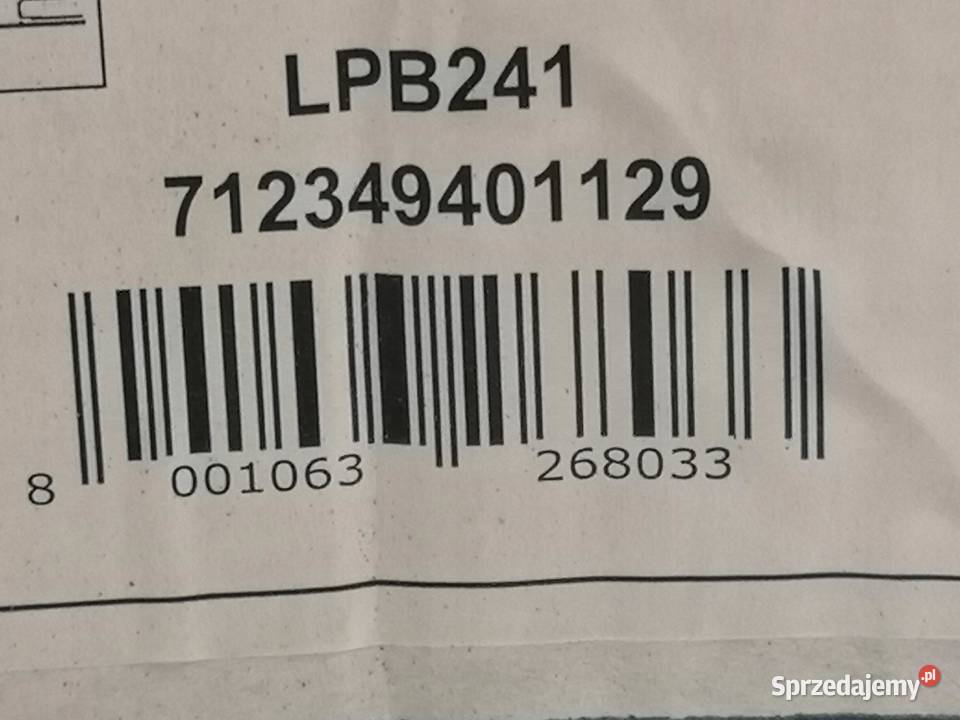 LPB241
712349401129
8 001063 268033
Sprzedajemy.pl